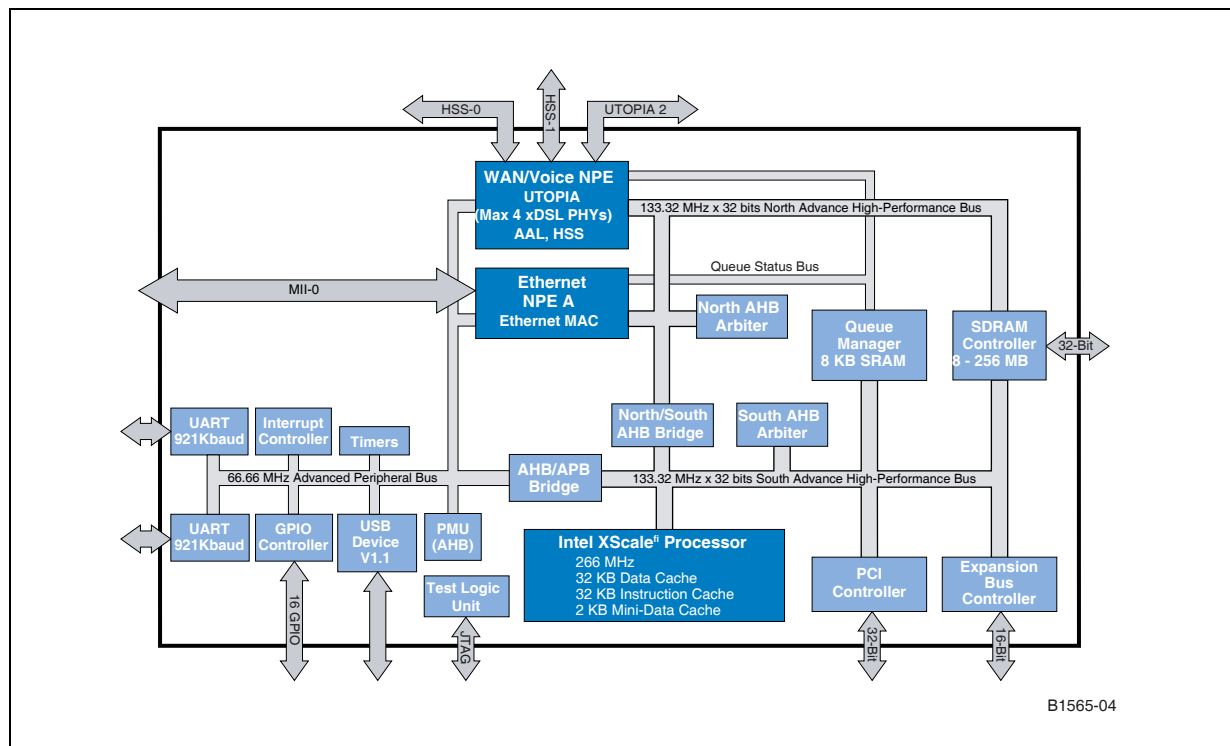 HSS-0
HSS-1
UTOPIA 2
WAN/Voice NPE
UTOPIA
(Max 4 xDSL PHYs)
AAL, HSS
133.32 MHz x 32 bits North Advance High-Performance Bus
Queue Status Bus
MII-0
Ethernet
NPE A
Ethernet MAC
North AHB
Arbiter
Queue
Manager
8 KB SRAM
SDRAM
Controller
8 - 256 MB
32-Bit
UART
921Kbaud
Interrupt
Controller
Timers
North/South
AHB Bridge
South AHB
Arbiter
66.66 MHz Advanced Peripheral Bus
AHB/APB
Bridge
133.32 MHz x 32 bits South Advance High-Performance Bus
UART
921Kbaud
GPIO
Controller
USB
Device
V1.1
PMU
(AHB)
Intel XScaleﬁ Processor
266 MHz
32 KB Data Cache
32 KB Instruction Cache
2 KB Mini-Data Cache
PCI
Controller
Expansion
Bus
Controller
Test Logic
Unit
16 GPIO
JTAG
32-Bit
16-Bit
B1565-04